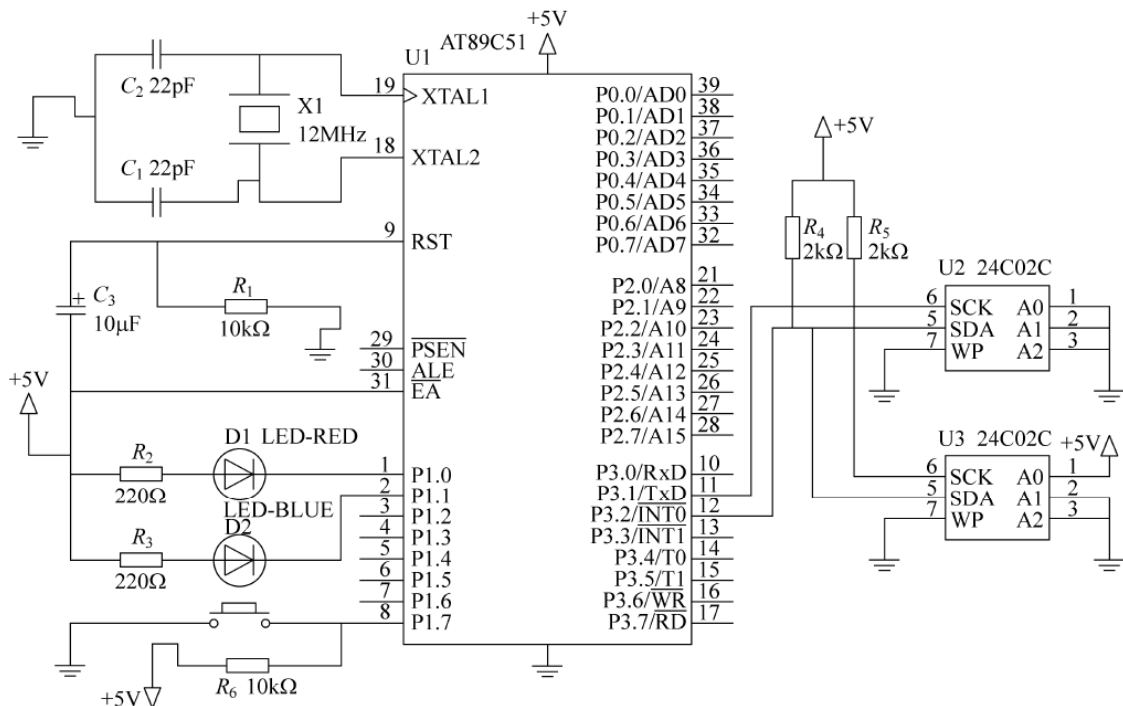 +5V
U1 AT89C51
C2 22pF
X1
12MHz
C1 22pF
19 XTAL1
18 XTAL2
9 RST
C3
10μF
R1
10kΩ
29 PSEN
30 ALE
31 EA
+5V
D1 LED-RED
R2
220Ω
LED-BLUE
D2
R3
220Ω
1 P1.0
2 P1.1
3 P1.2
4 P1.3
5 P1.4
6 P1.5
7 P1.6
8 P1.7
R6 10kΩ
+5V
P0.0/AD0 39
P0.1/AD1 38
P0.2/AD2 37
P0.3/AD3 36
P0.4/AD4 35
P0.5/AD5 34
P0.6/AD6 33
P0.7/AD7 32
P2.0/A8 21
P2.1/A9 22
P2.2/A10 23
P2.3/A11 24
P2.4/A12 25
P2.5/A13 26
P2.6/A14 27
P2.7/A15 28
P3.0/RxD 10
P3.1/TxD 11
P3.2/INT0 12
P3.3/INT1 13
P3.4/T0 14
P3.5/T1 15
P3.6/WR 16
P3.7/RD 17
+5V
R4
2kΩ
R5
2kΩ
U2 24C02C
6 SCK A0 1
5 SDA A1 2
7 WP A2 3
U3 24C02C
+5V
6 SCK A0 1
5 SDA A1 2
7 WP A2 3